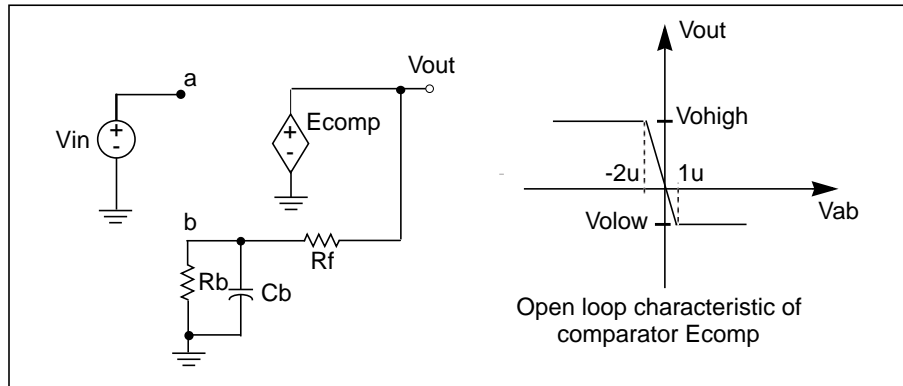 a
Vin
+
-
Ecomp
+
-
Vout
b
Rb
Cb
Rf
Vout
Vohigh
-2u
1u
Vab
Volow
Open loop characteristic of
comparator Ecomp